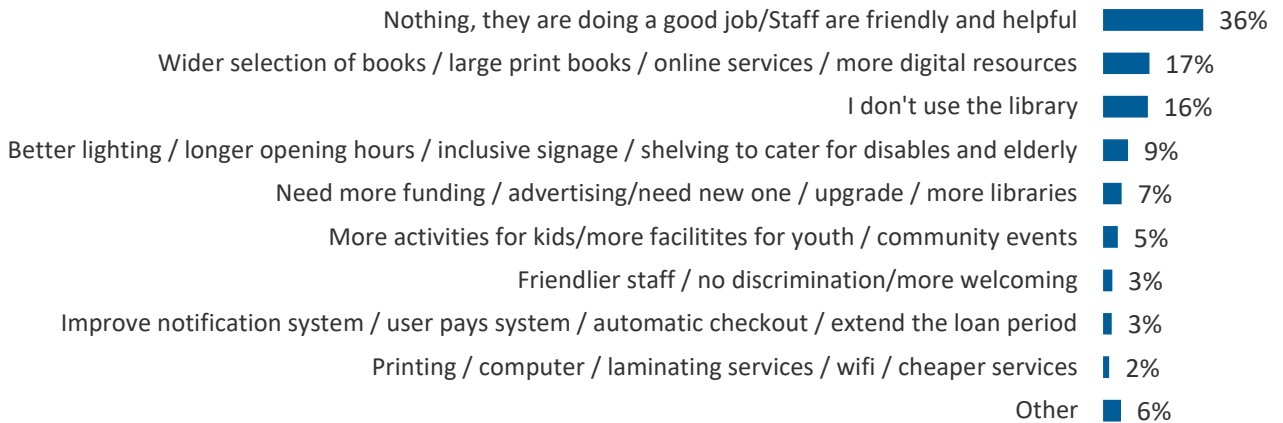 Nothing, they are doing a good job/Staff are friendly and helpful 36%
Wider selection of books / large print books / online services / more digital resources 17%
I don't use the library 16%
Better lighting / longer opening hours / inclusive signage / shelving to cater for disables and elderly 9%
Need more funding / advertising/need new one / upgrade / more libraries 7%
More activities for kids/more facilitites for youth / community events 5%
Friendlier staff / no discrimination/more welcoming 3%
Improve notification system / user pays system / automatic checkout / extend the loan period 3%
Printing / computer / laminating services / wifi / cheaper services 2%
Other 6%